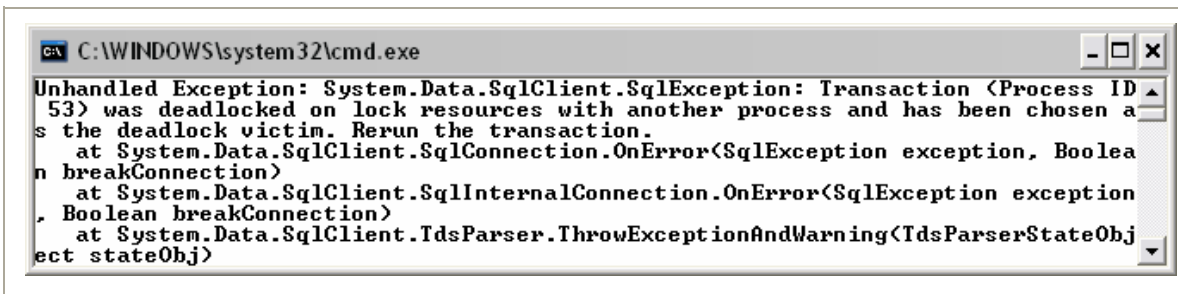 C:\WINDOWS\system32\cmd.exe
Unhandled Exception: System.Data.SqlClient.SqlException: Transaction (Process ID
 53) was deadlocked on lock resources with another process and has been chosen a
s the deadlock victim. Rerun the transaction.
   at System.Data.SqlClient.SqlConnection.OnError(SqlException exception, Boolea
n breakConnection)
   at System.Data.SqlClient.SqlInternalConnection.OnError(SqlException exception
, Boolean breakConnection)
   at System.Data.SqlClient.TdsParser.ThrowExceptionAndWarning(TdsParserStateObj
ect stateObj)